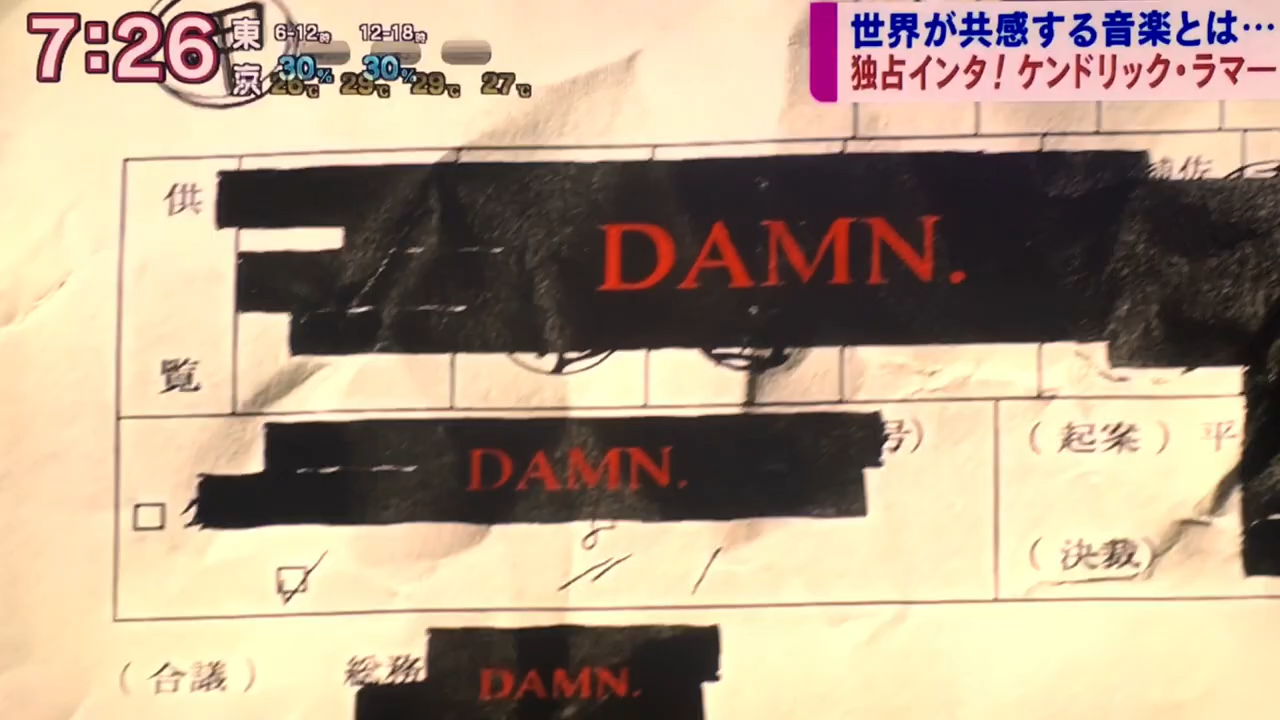 7:26
東京
6-12時 12-18時
30% 30%
26℃ 29℃ 29℃ 27℃
世界が共感する音楽とは…
独占インタ! ケンドリック・ラマー
供
覧
補佐
DAMN.
DAMN.
号)
(起案) 平
(決裁)
(合議) 総務
DAMN.